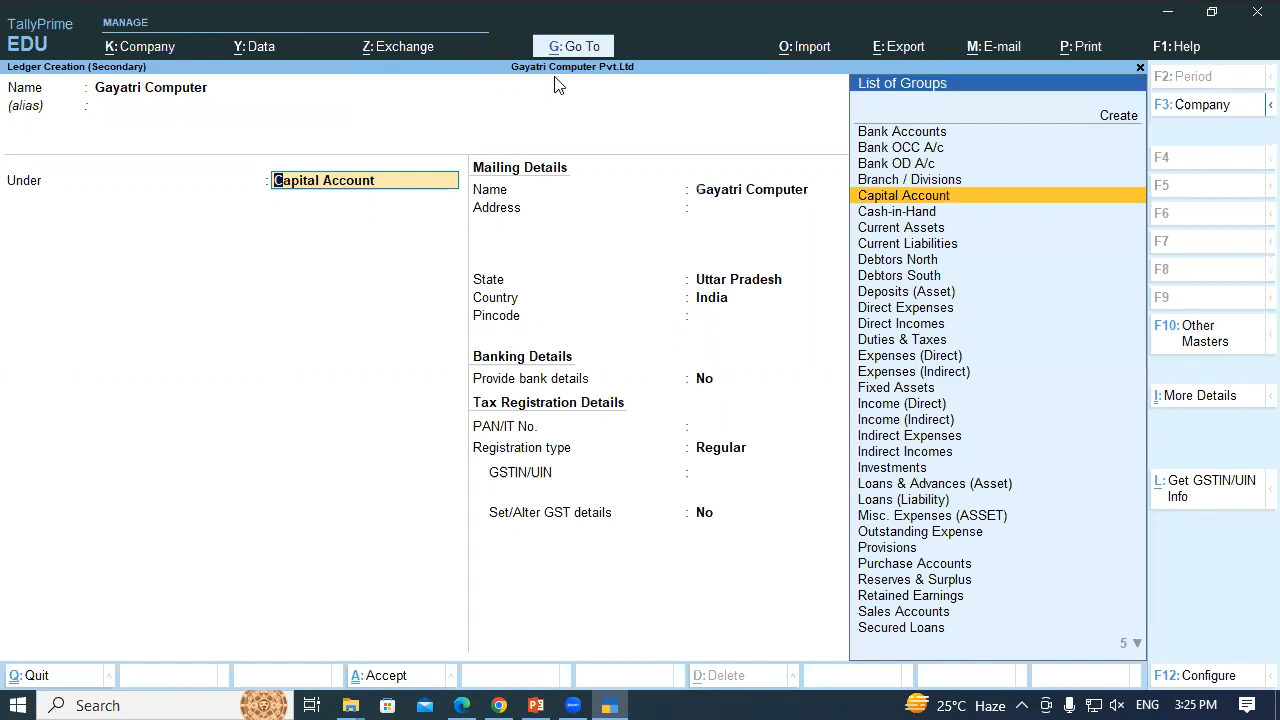 TallyPrime
EDU
MANAGE
K: Company
Y: Data
Z: Exchange
G: Go To
O: Import
E: Export
M: E-mail
P: Print
F1: Help
Ledger Creation (Secondary)
Gayatri Computer Pvt.Ltd
Name : Gayatri Computer
(alias) :
Under : Capital Account
Mailing Details
Name : Gayatri Computer
Address :
State : Uttar Pradesh
Country : India
Pincode :
Banking Details
Provide bank details : No
Tax Registration Details
PAN/IT No. :
Registration type : Regular
GSTIN/UIN :
Set/Alter GST details : No
List of Groups
Create
Bank Accounts
Bank OCC A/c
Bank OD A/c
Branch / Divisions
Capital Account
Cash-in-Hand
Current Assets
Current Liabilities
Debtors North
Debtors South
Deposits (Asset)
Direct Expenses
Direct Incomes
Duties & Taxes
Expenses (Direct)
Expenses (Indirect)
Fixed Assets
Income (Direct)
Income (Indirect)
Indirect Expenses
Indirect Incomes
Investments
Loans & Advances (Asset)
Loans (Liability)
Misc. Expenses (ASSET)
Outstanding Expense
Provisions
Purchase Accounts
Reserves & Surplus
Retained Earnings
Sales Accounts
Secured Loans
5
F2: Period
F3: Company
F4
F5
F6
F7
F8
F9
F10: Other
Masters
I: More Details
L: Get GSTIN/UIN
Info
Q: Quit
A: Accept
D: Delete
F12: Configure
Search
25°C Haze
ENG
3:25 PM